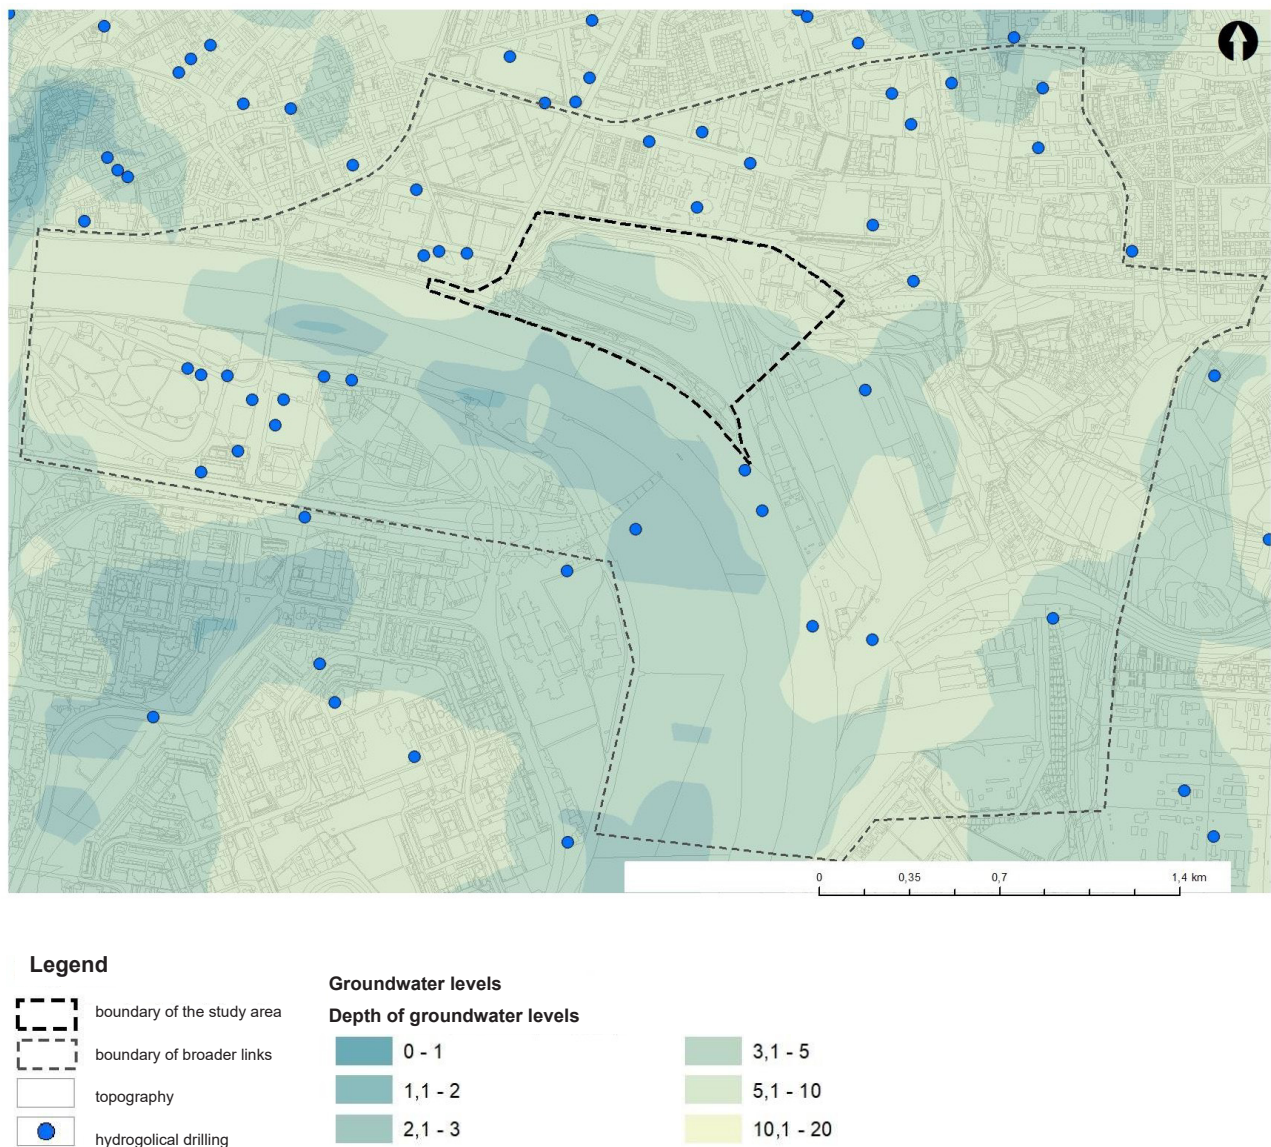 0 0,35 0,7 1,4 km
Legend
boundary of the study area
boundary of broader links
topography
hydrogolical drilling
Groundwater levels
Depth of groundwater levels
0 - 1
1,1 - 2
2,1 - 3
3,1 - 5
5,1 - 10
10,1 - 20